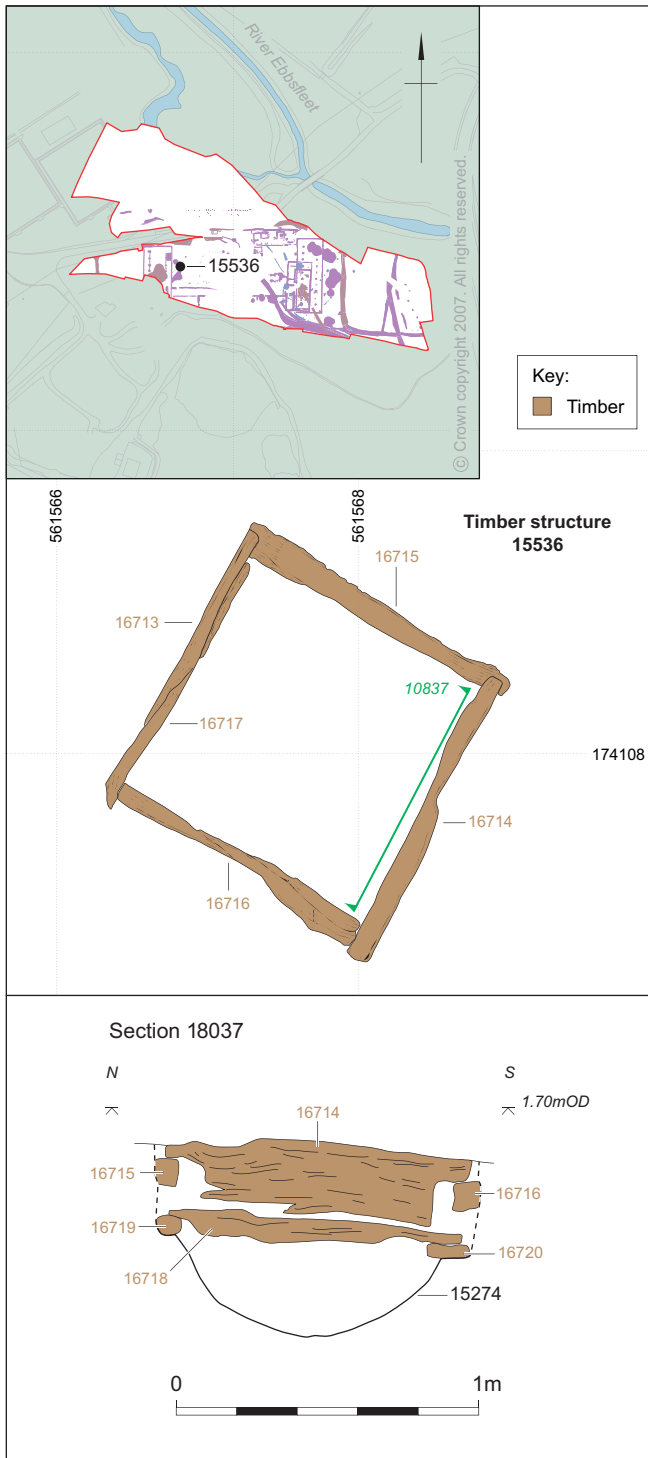 River Ebbsfleet
15536
© Crown copyright 2007. All rights reserved.
Key:
Timber
561566
561568
Timber structure
15536
16715
16713
10837
16717
174108
16714
16716
Section 18037
N
S
1.70mOD
16714
16715
16716
16719
16718
16720
15274
0
1m